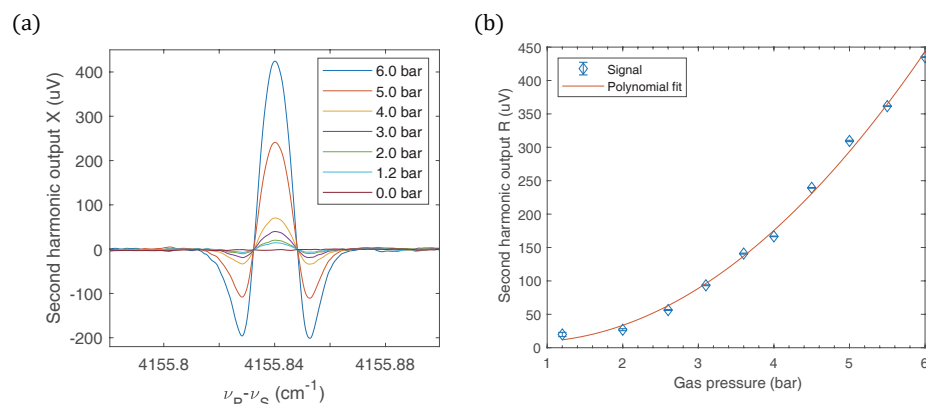 (a)
Second harmonic output X (uV)
400
300
200
100
0
-100
-200
4155.8
4155.84
4155.88
ν_P-ν_S (cm⁻¹)
6.0 bar
5.0 bar
4.0 bar
3.0 bar
2.0 bar
1.2 bar
0.0 bar
(b)
Second harmonic output R (uV)
450
400
350
300
250
200
150
100
50
0
1
2
3
4
5
6
Gas pressure (bar)
Signal
Polynomial fit